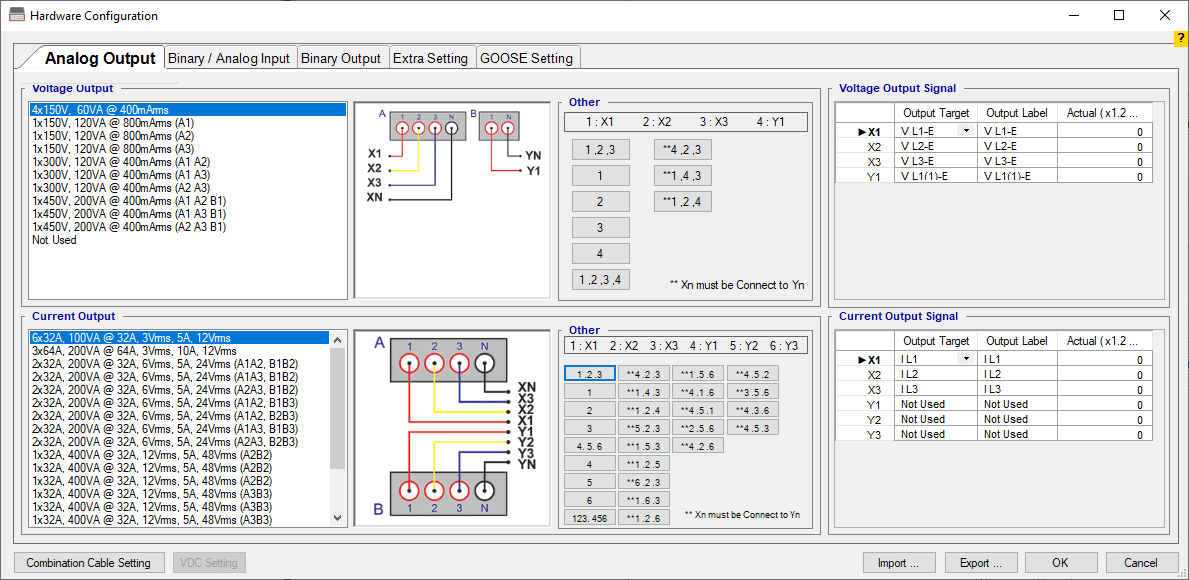 Hardware Configuration
?
Analog Output
Binary / Analog Input
Binary Output
Extra Setting
GOOSE Setting
Voltage Output
4x150V, 60VA @ 400mArms
1x150V, 120VA @ 800mArms (A1)
1x150V, 120VA @ 800mArms (A2)
1x150V, 120VA @ 800mArms (A3)
1x300V, 120VA @ 400mArms (A1 A2)
1x300V, 120VA @ 400mArms (A1 A3)
1x300V, 120VA @ 400mArms (A2 A3)
1x450V, 200VA @ 400mArms (A1 A2 B1)
1x450V, 200VA @ 400mArms (A1 A3 B1)
1x450V, 200VA @ 400mArms (A2 A3 B1)
Not Used
A 1 2 3 N B 1 N
X1 YN
X2 Y1
X3
XN
Other
1 : X1 2 : X2 3 : X3 4 : Y1
1 ,2 ,3 **4 ,2 ,3
1 **1 ,4 ,3
2 **1 ,2 ,4
3
4
1 ,2 ,3 ,4
** Xn must be Connect to Yn
Voltage Output Signal
Output Target Output Label Actual ( x1.2 ...
X1 V L1-E V L1-E 0
X2 V L2-E V L2-E 0
X3 V L3-E V L3-E 0
Y1 V L1(1)-E V L1(1)-E 0
Current Output
6x32A, 100VA @ 32A, 3Vrms, 5A, 12Vrms
3x64A, 200VA @ 64A, 3Vrms, 10A, 12Vrms
2x32A, 200VA @ 32A, 6Vms, 5A, 24Vrms (A1A2, B1B2)
2x32A, 200VA @ 32A, 6Vms, 5A, 24Vrms (A1A3, B1B2)
2x32A, 200VA @ 32A, 6Vms, 5A, 24Vrms (A2A3, B1B2)
2x32A, 200VA @ 32A, 6Vms, 5A, 24Vrms (A1A2, B1B3)
2x32A, 200VA @ 32A, 6Vms, 5A, 24Vrms (A1A2, B2B3)
2x32A, 200VA @ 32A, 6Vms, 5A, 24Vrms (A1A3, B1B3)
2x32A, 200VA @ 32A, 6Vms, 5A, 24Vrms (A2A3, B2B3)
1x32A, 400VA @ 32A, 12Vrms, 5A, 48Vrms (A2B2)
1x32A, 400VA @ 32A, 12Vrms, 5A, 48Vrms (A2B2)
1x32A, 400VA @ 32A, 12Vrms, 5A, 48Vrms (A2B2)
1x32A, 400VA @ 32A, 12Vms, 5A, 48Vrms (A3B3)
1x32A, 400VA @ 32A, 12Vms, 5A, 48Vrms (A3B3)
1x32A, 400VA @ 32A, 12Vms, 5A, 48Vrms (A3B3)
A 1 2 3 N
XN
X3
X2
X1
Y1
Y2
Y3
YN
B 1 2 3 N
Other
1 : X1 2 : X2 3 : X3 4 : Y1 5 : Y2 6 : Y3
1 .2 .3 **4 .2 .3 **1 .5 .6 **4 .5 .2
1 **1 .4 .3 **4 .1 .6 **3 .5 .6
2 **1 .2 .4 **4 .5 .1 **4 .3 .6
3 **5 .2 .3 **2 .5 .6 **4 .5 .3
4 .5 .6 **1 .5 .3 **4 .2 .6
4 **1 .2 .5
5 **6 .2 .3
6 **1 .6 .3
123. 456 **1 .2 .6
** Xn must be Connect to Yn
Current Output Signal
Output Target Output Label Actual ( x1.2 ...
X1 I L1 I L1 0
X2 I L2 I L2 0
X3 I L3 I L3 0
Y1 Not Used Not Used 0
Y2 Not Used Not Used 0
Y3 Not Used Not Used 0
Combination Cable Setting
VDC Setting
Import ...
Export ...
OK
Cancel